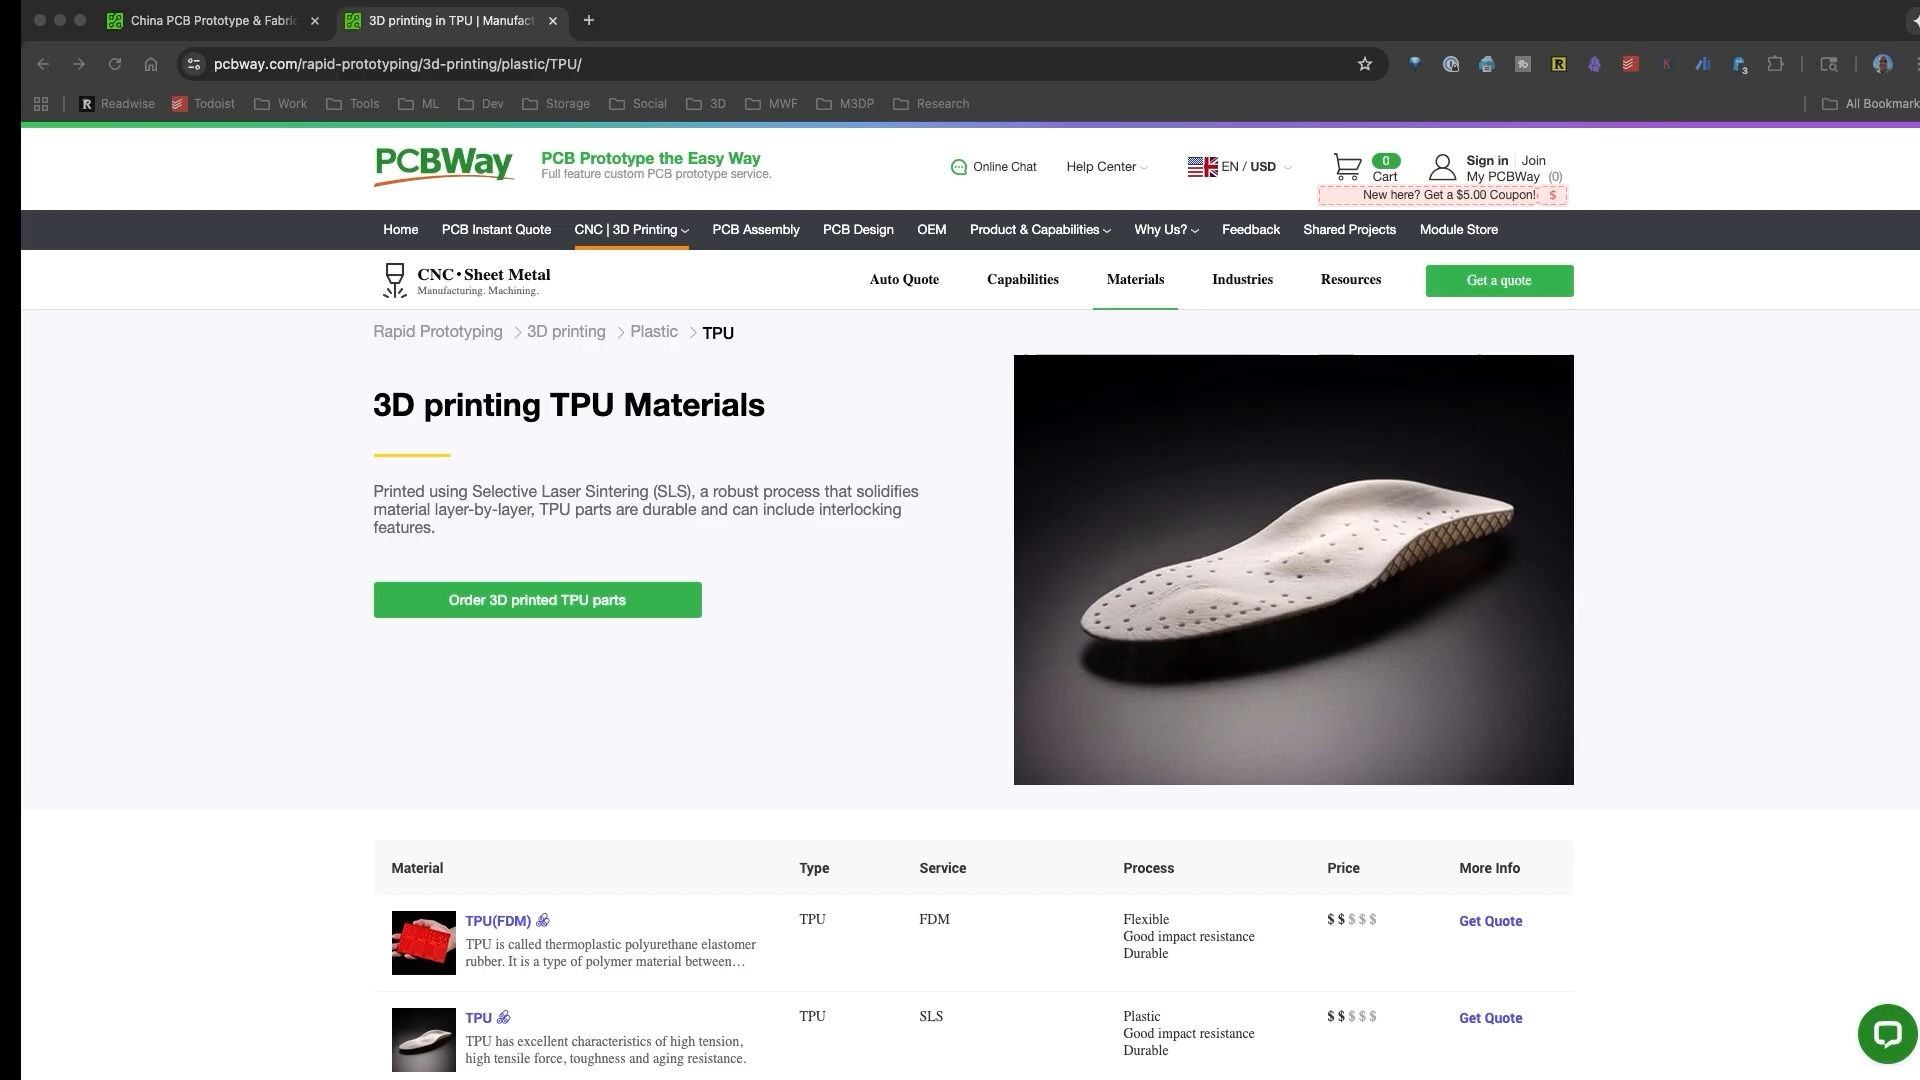 China PCB Prototype & Fabric
3D printing in TPU | Manufact
pcbway.com/rapid-prototyping/3d-printing/plastic/TPU/
Readwise
Todoist
Work
Tools
ML
Dev
Storage
Social
3D
MWF
M3DP
Research
All Bookmark
PCBWay
PCB Prototype the Easy Way
Full feature custom PCB prototype service.
Online Chat
Help Center
EN / USD
0
Cart
Sign in
Join
My PCBWay (0)
New here? Get a $5.00 Coupon! $
Home
PCB Instant Quote
CNC | 3D Printing
PCB Assembly
PCB Design
OEM
Product & Capabilities
Why Us?
Feedback
Shared Projects
Module Store
CNC•Sheet Metal
Manufacturing. Machining.
Auto Quote
Capabilities
Materials
Industries
Resources
Get a quote
Rapid Prototyping > 3D printing > Plastic > TPU
3D printing TPU Materials
Printed using Selective Laser Sintering (SLS), a robust process that solidifies
material layer-by-layer, TPU parts are durable and can include interlocking
features.
Order 3D printed TPU parts
Material
Type
Service
Process
Price
More Info
TPU(FDM)
TPU is called thermoplastic polyurethane elastomer
rubber. It is a type of polymer material between…
TPU
FDM
Flexible
Good impact resistance
Durable
$ $ $ $ $
Get Quote
TPU
TPU has excellent characteristics of high tension,
high tensile force, toughness and aging resistance.
TPU
SLS
Plastic
Good impact resistance
Durable
$ $ $ $ $
Get Quote